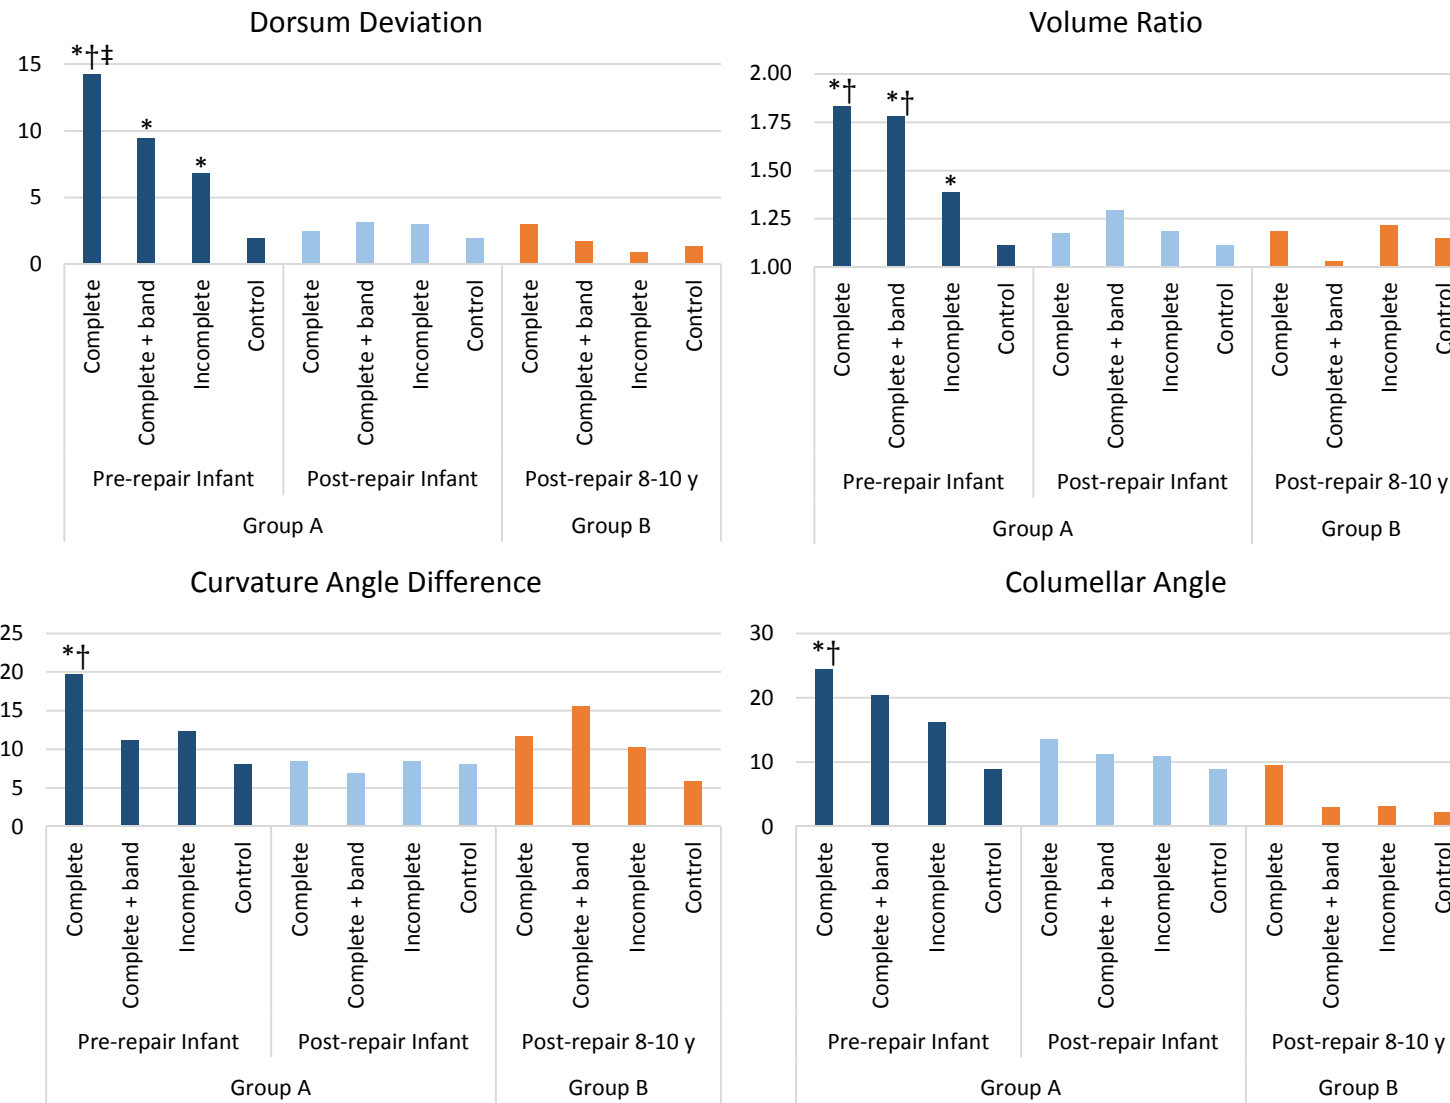 Dorsum Deviation
15
10
5
0
*†‡
*
*
Complete
Complete + band
Incomplete
Control
Complete
Complete + band
Incomplete
Control
Complete
Complete + band
Incomplete
Control
Pre-repair Infant
Post-repair Infant
Post-repair 8-10 y
Group A
Group B
Volume Ratio
2.00
1.75
1.50
1.25
1.00
*†
*†
*
Complete
Complete + band
Incomplete
Control
Complete
Complete + band
Incomplete
Control
Complete
Complete + band
Incomplete
Control
Pre-repair Infant
Post-repair Infant
Post-repair 8-10 y
Group A
Group B
Curvature Angle Difference
25
20
15
10
5
0
*†
Complete
Complete + band
Incomplete
Control
Complete
Complete + band
Incomplete
Control
Complete
Complete + band
Incomplete
Control
Pre-repair Infant
Post-repair Infant
Post-repair 8-10 y
Group A
Group B
Columellar Angle
30
20
10
0
*†
Complete
Complete + band
Incomplete
Control
Complete
Complete + band
Incomplete
Control
Complete
Complete + band
Incomplete
Control
Pre-repair Infant
Post-repair Infant
Post-repair 8-10 y
Group A
Group B